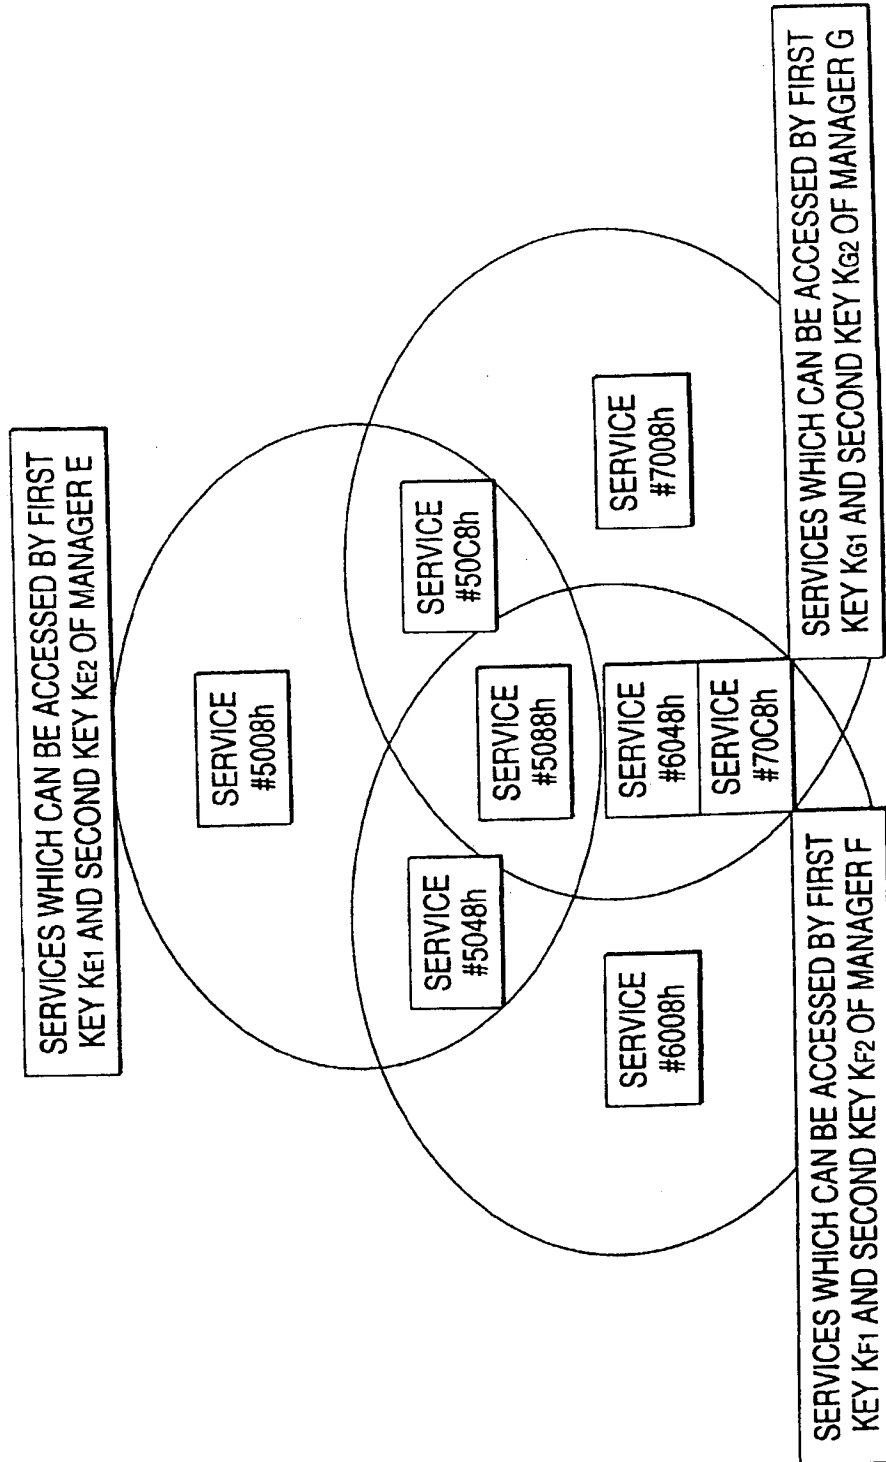 SERVICES WHICH CAN BE ACCESSED BY FIRST
KEY KE1 AND SECOND KEY KE2 OF MANAGER E
SERVICE
#5008h
SERVICE
#5048h
SERVICE
#50C8h
SERVICE
#5088h
SERVICE
#6008h
SERVICE
#6048h
SERVICE
#70C8h
SERVICE
#7008h
SERVICES WHICH CAN BE ACCESSED BY FIRST
KEY KF1 AND SECOND KEY KF2 OF MANAGER F
SERVICES WHICH CAN BE ACCESSED BY FIRST
KEY KG1 AND SECOND KEY KG2 OF MANAGER G